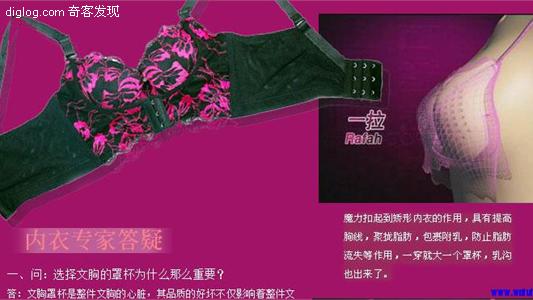 diglog.com 奇客发现
一拉
Rafah
魔力扣起到矫形内衣的作用，具有提高
胸线，聚拢脂肪，包裹附乳，防止脂肪
流失等作用，一穿就大一个罩杯，乳沟
也出来了。
内衣专家答疑
一、问：选择文胸的罩杯为什么那么重要？
答：文胸罩杯是整件文胸的心脏，其品质的好坏不仅影响着整件文